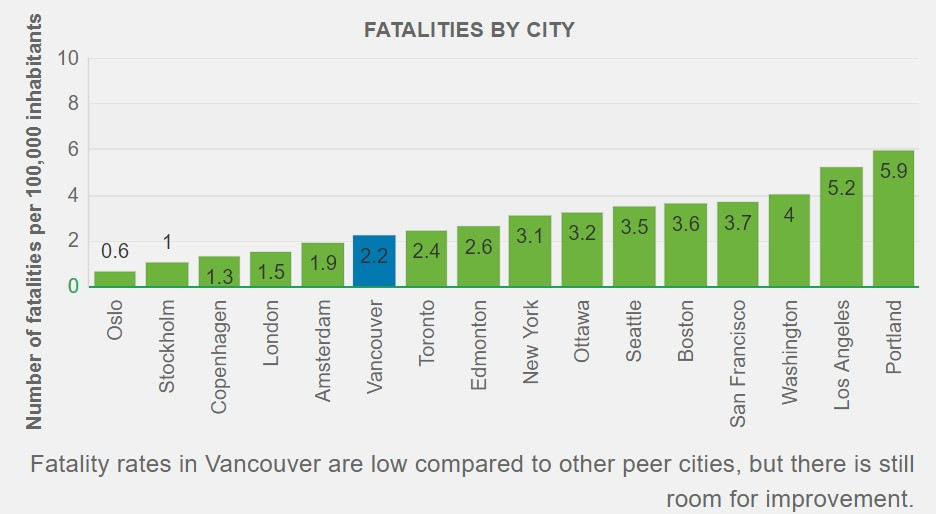 FATALITIES BY CITY
Number of fatalities per 100,000 inhabitants
10
8
6
4
2
0
0.6
1
1.3
1.5
1.9
2.2
2.4
2.6
3.1
3.2
3.5
3.6
3.7
4
5.2
5.9
Oslo
Stockholm
Copenhagen
London
Amsterdam
Vancouver
Toronto
Edmonton
New York
Ottawa
Seattle
Boston
San Francisco
Washington
Los Angeles
Portland
Fatality rates in Vancouver are low compared to other peer cities, but there is still
room for improvement.